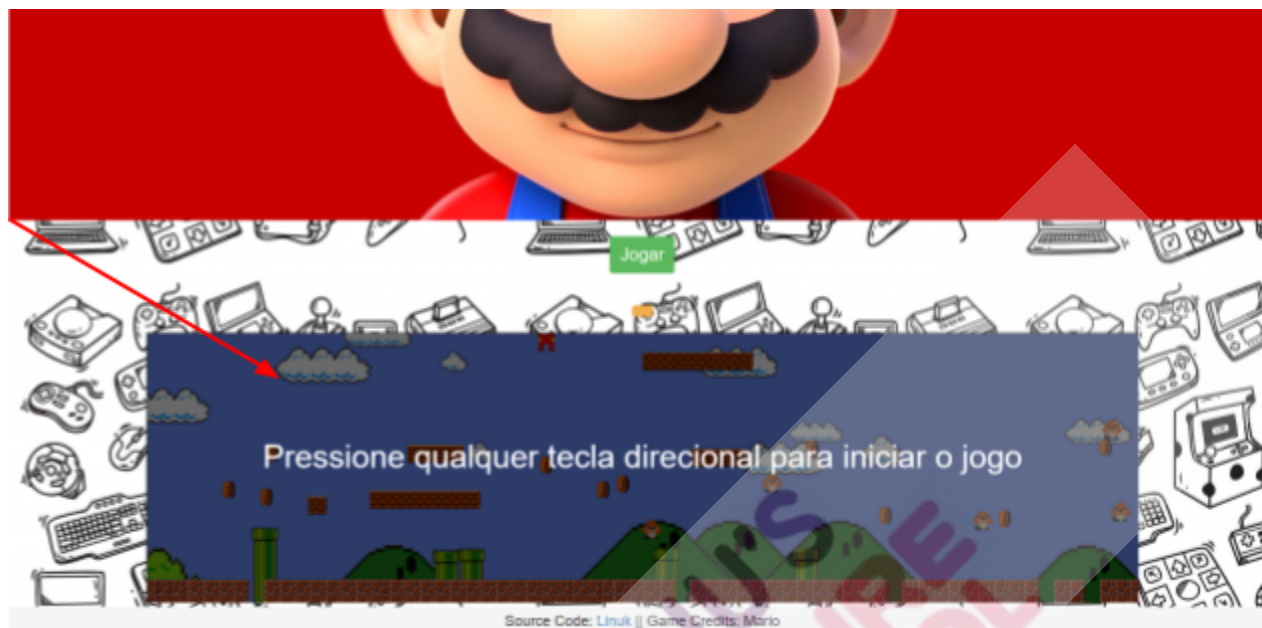 Jogar
Pressione qualquer tecla direcional para iniciar o jogo
Source Code: Linuk || Game Credits: Mario